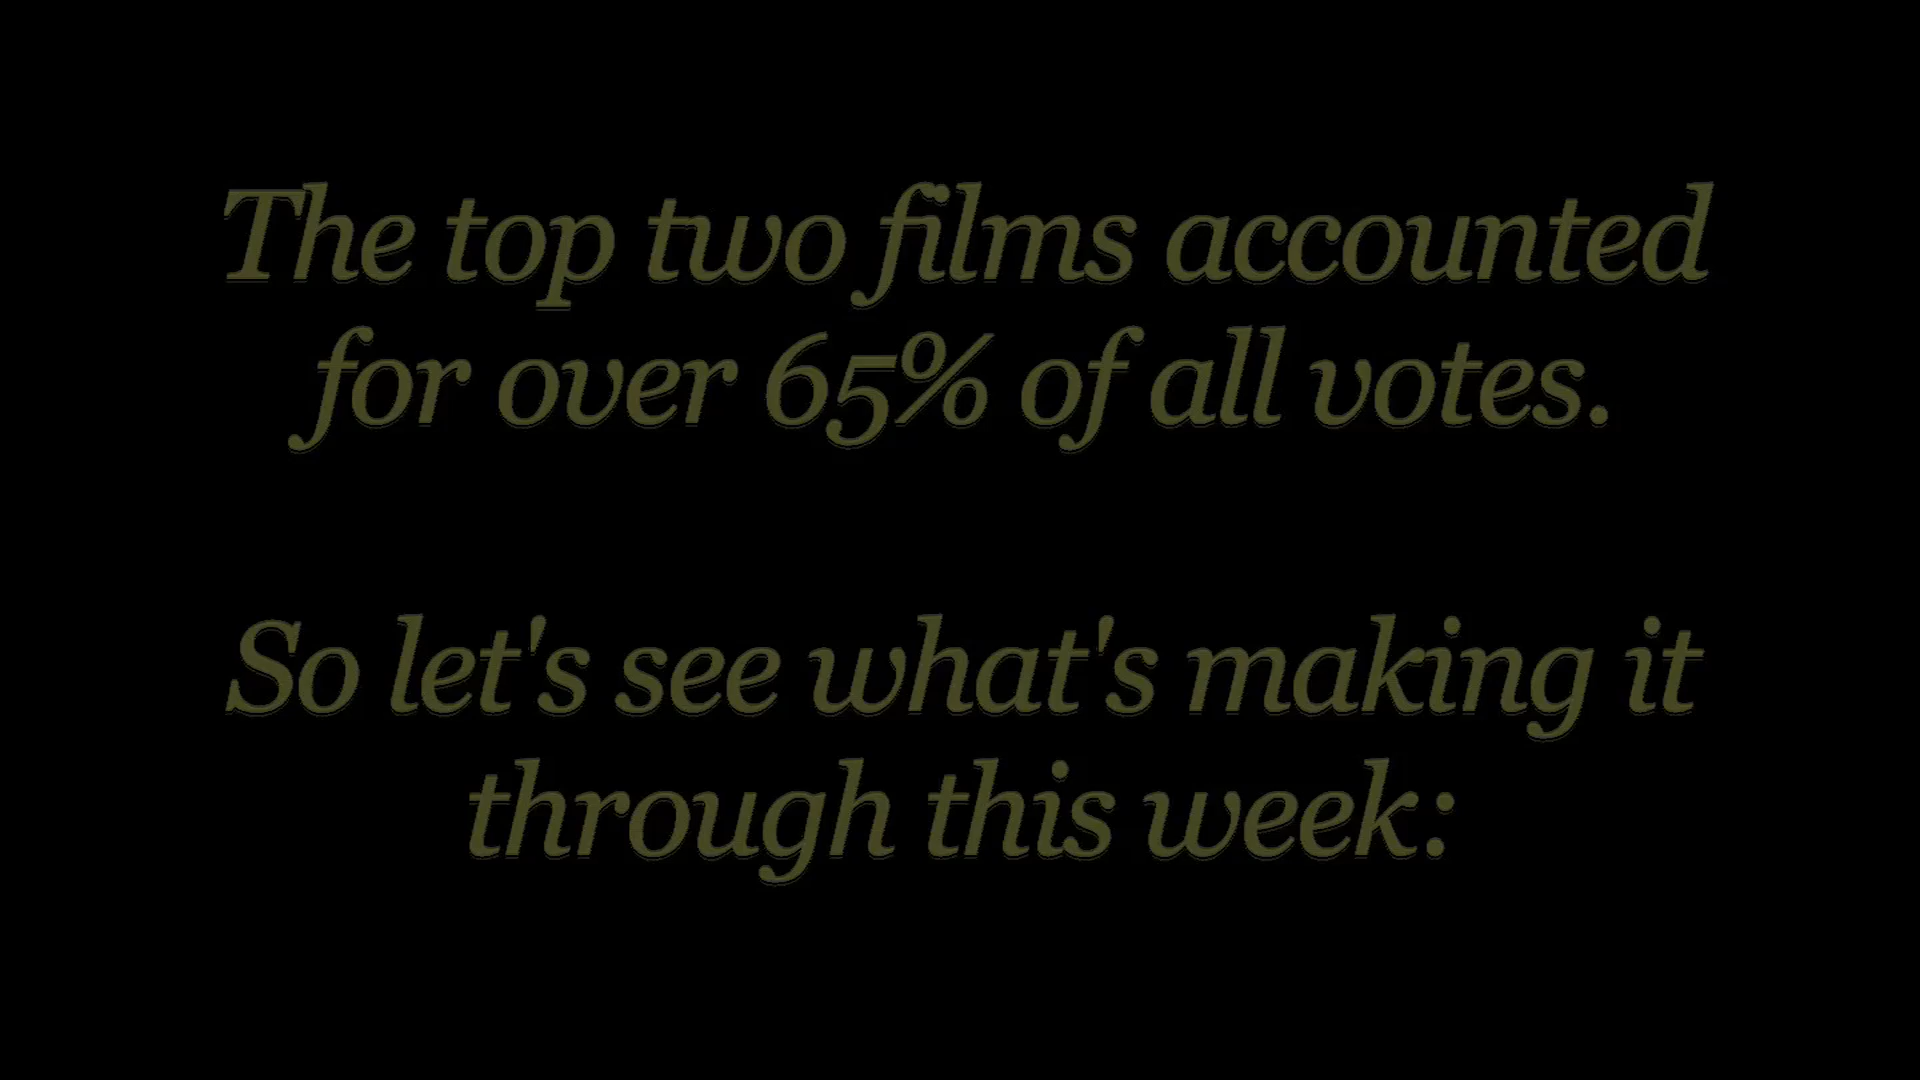 The top two films accounted
for over 65% of all votes.
So let's see what's making it
through this week: